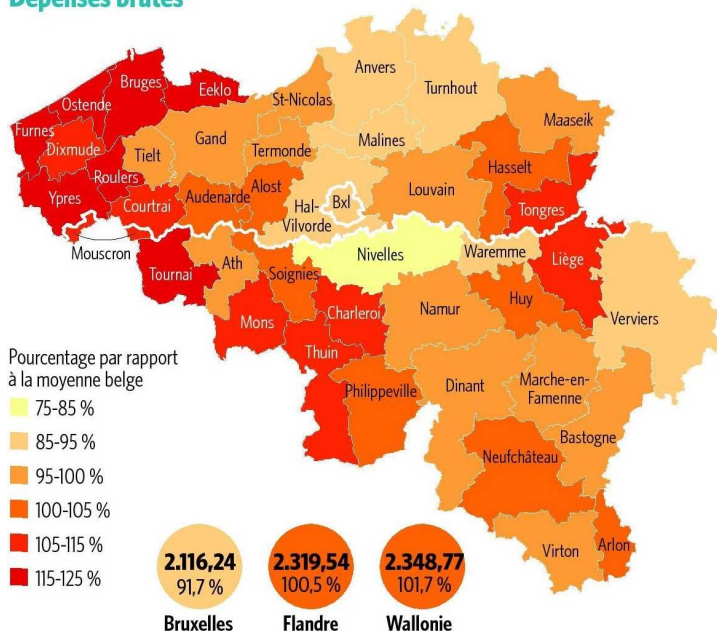 Dépenses brutes
Anvers
Turnhout
Bruges
Eeklo
St-Nicolas
Ostende
Maaseik
Furnes
Gand
Malines
Dixmude
Tielt
Termonde
Hasselt
Roulers
Alost
Louvain
Ypres
Courtrai
Audenarde
Bxl
Tongres
Hal-
Vilvorde
Mouscron
Nivelles
Waremme
Liège
Tournai
Ath
Soignies
Huy
Verviers
Mons
Charleroi
Namur
Thuin
Pourcentage par rapport
à la moyenne belge
75-85 %
85-95 %
95-100 %
100-105 %
105-115 %
115-125 %
Philippeville
Dinant
Marche-en-
Famenne
Bastogne
Neufchâteau
Virton
Arlon
2.116,24
91,7 %
Bruxelles
2.319,54
100,5 %
Flandre
2.348,77
101,7 %
Wallonie